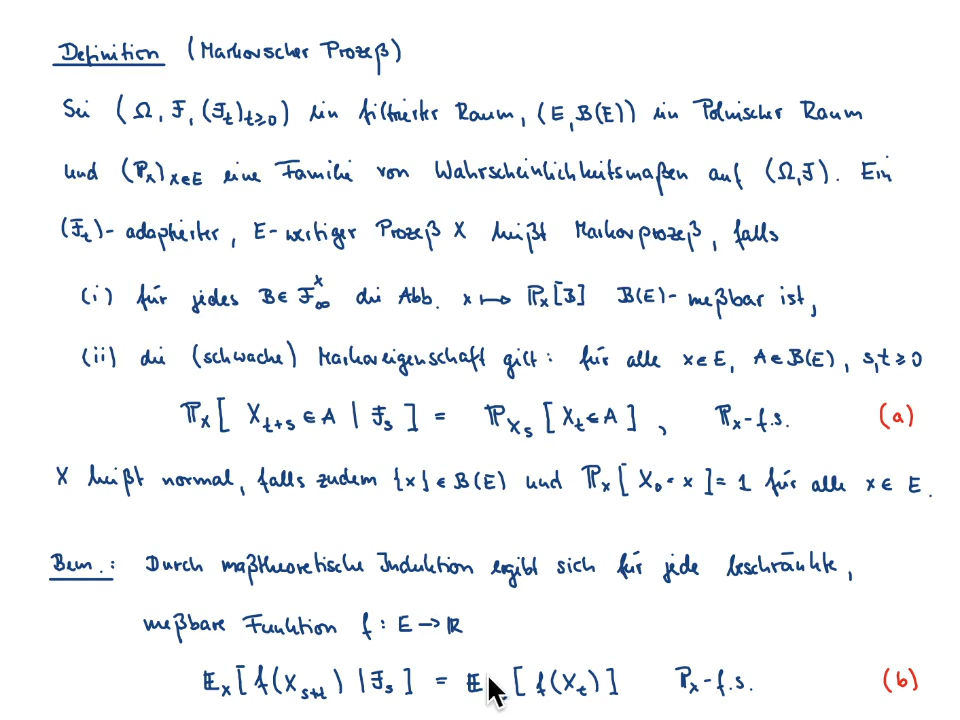 Definition (Markovscher Prozeß)
Sei (Ω, ℱ, (ℱ_t)_{t≥0}) ein filtrierter Raum, (E, B(E)) ein Polnischer Raum
und (ℙ_x)_{x∈E} eine Familie von Wahrscheinlichkeitsmaßen auf (Ω, ℱ). Ein
(ℱ_t)-adaptierter, E-wertiger Prozeß X heißt Markovprozeß, falls
(i) für jedes B ∈ ℱ_∞^X die Abb. x ↦ ℙ_x[B] B(E)-meßbar ist,
(ii) die (schwache) Markoveigenschaft gilt: für alle x ∈ E, A ∈ B(E), s,t ≥ 0
ℙ_x[ X_{t+s} ∈ A | ℱ_s ] = ℙ_{X_s}[ X_t ∈ A ], ℙ_x-f.s. (a)
X heißt normal, falls zudem {x} ∈ B(E) und ℙ_x[ X_0 = x ] = 1 für alle x ∈ E.
Bem.: Durch maßtheoretische Induktion ergibt sich für jede beschränkte,
meßbare Funktion f : E → ℝ
𝔼_x[ f(X_{s+t}) | ℱ_s ] = 𝔼 [ f(X_t) ] ℙ_x-f.s. (b)